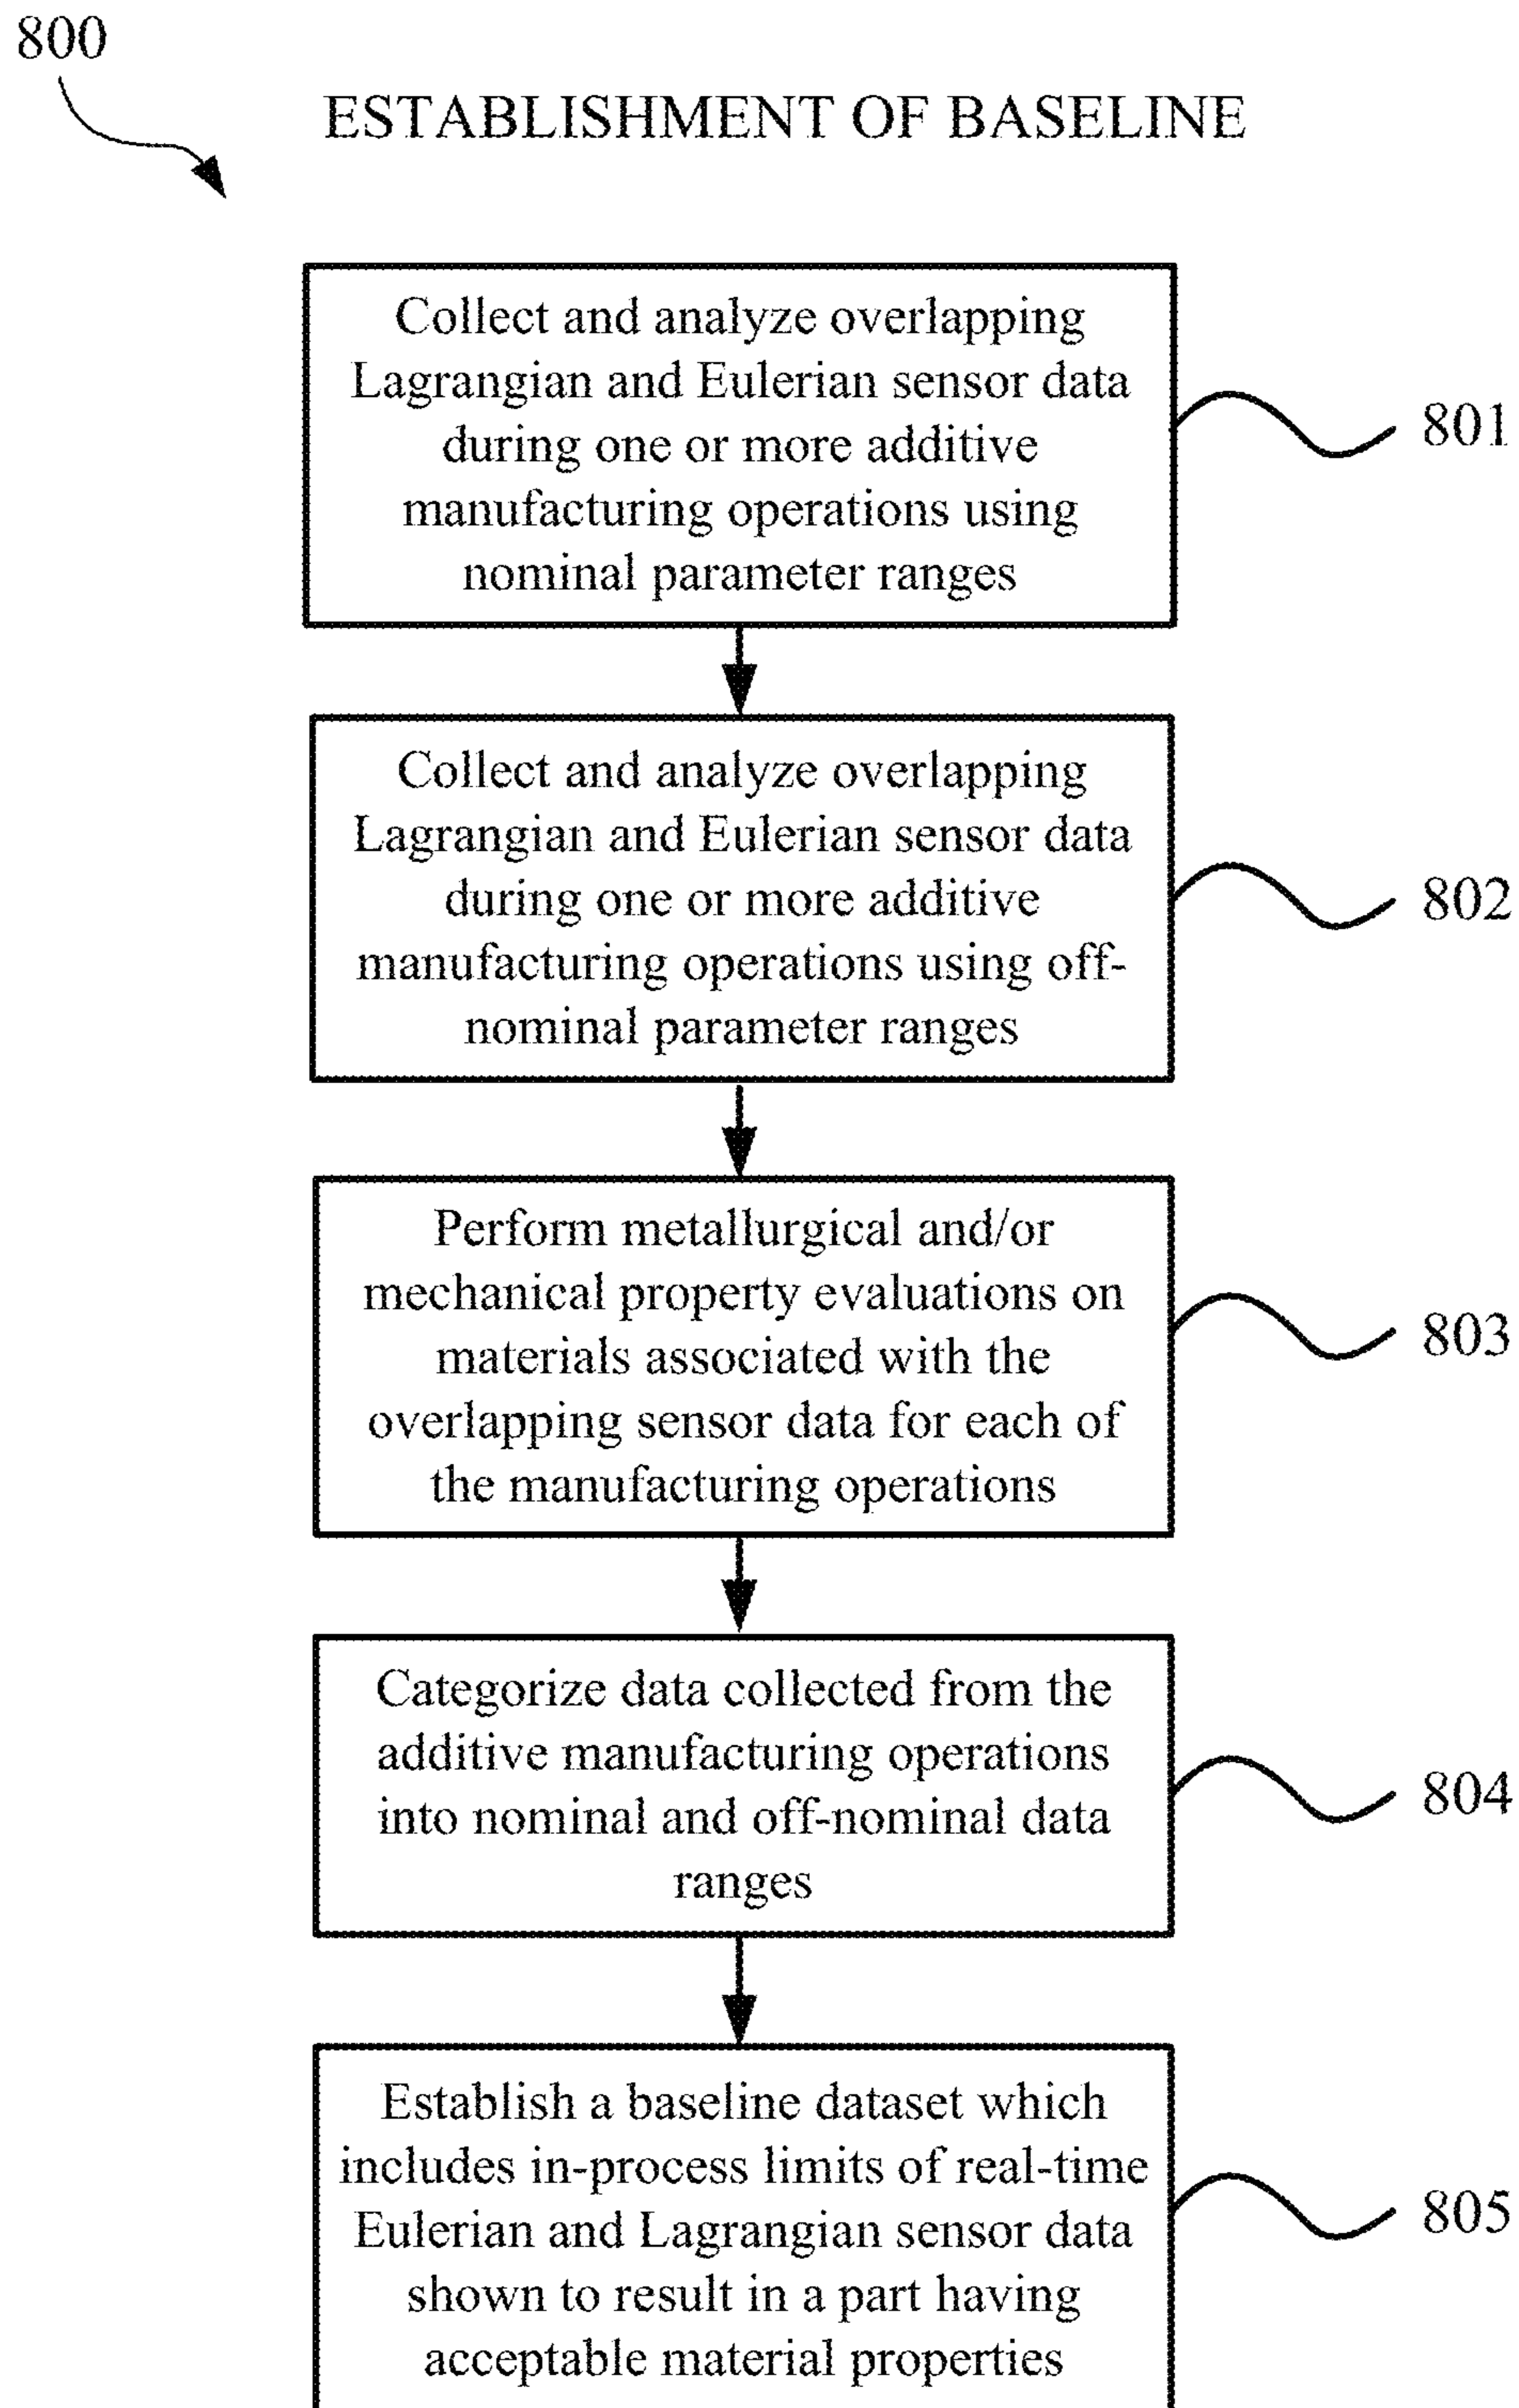 800
ESTABLISHMENT OF BASELINE
Collect and analyze overlapping
Lagrangian and Eulerian sensor data
during one or more additive
manufacturing operations using
nominal parameter ranges
801
Collect and analyze overlapping
Lagrangian and Eulerian sensor data
during one or more additive
manufacturing operations using off-
nominal parameter ranges
802
Perform metallurgical and/or
mechanical property evaluations on
materials associated with the
overlapping sensor data for each of
the manufacturing operations
803
Categorize data collected from the
additive manufacturing operations
into nominal and off-nominal data
ranges
804
Establish a baseline dataset which
includes in-process limits of real-time
Eulerian and Lagrangian sensor data
shown to result in a part having
acceptable material properties
805